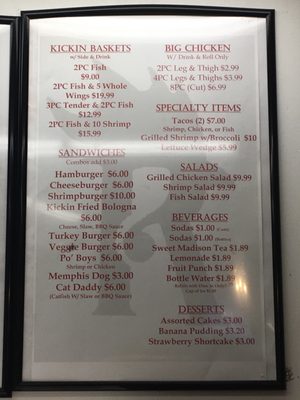 KICKIN BASKETS
w/ Side & Drink
2PC Fish
$9.00
2PC Fish & 5 Whole
Wings $19.99
3PC Tender & 2PC Fish
$12.99
2PC Fish & 10 Shrimp
$15.99
SANDWICHES
Combos add $3.00
Hamburger $6.00
Cheeseburger $6.00
Shrimpburger $10.00
Kickin Fried Bologna
$6.00
Cheese, Slaw, BBQ Sauce
Turkey Burger $6.00
Veggie Burger $6.00
Po' Boys $6.00
Shrimp or Chicken
Memphis Dog $3.00
Cat Daddy $6.00
(Catfish W/ Slaw or BBQ Sauce)
BIG CHICKEN
W/ Drink & Roll Only
2PC Leg & Thigh $2.99
4PC Legs & Thighs $3.99
8PC (Cut) $6.99
SPECIALTY ITEMS
Tacos (2) $7.00
Shrimp, Chicken, or Fish
Grilled Shrimp w/Broccoli $10
Lettuce Wedge $5.99
SALADS
Grilled Chicken Salad $9.99
Shrimp Salad $9.99
Fish Salad $9.99
BEVERAGES
Sodas $1.00 (Cans)
Sodas $1.00 (Bottles)
Sweet Madison Tea $1.89
Lemonade $1.89
Fruit Punch $1.89
Bottle Water $1.89
Cup of Ice
DESSERTS
Assorted Cakes $3.00
Banana Pudding $3.20
Strawberry Shortcake $3.00